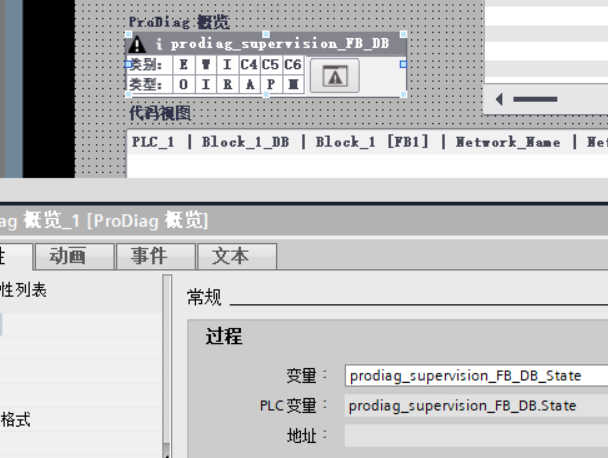 ProDiag 概览
i prodiag_supervision_FB_DB
类别: E W I C4 C5 C6
类型: O I R A P M
代码视图
PLC_1 | Block_1_DB | Block_1 [FB1] | Network_Name | Net
ag 概览_1 [ProDiag 概览]
性 动画 事件 文本
性列表
常规
过程
变量: prodiag_supervision_FB_DB_State
PLC 变量: prodiag_supervision_FB_DB.State
格式
地址: